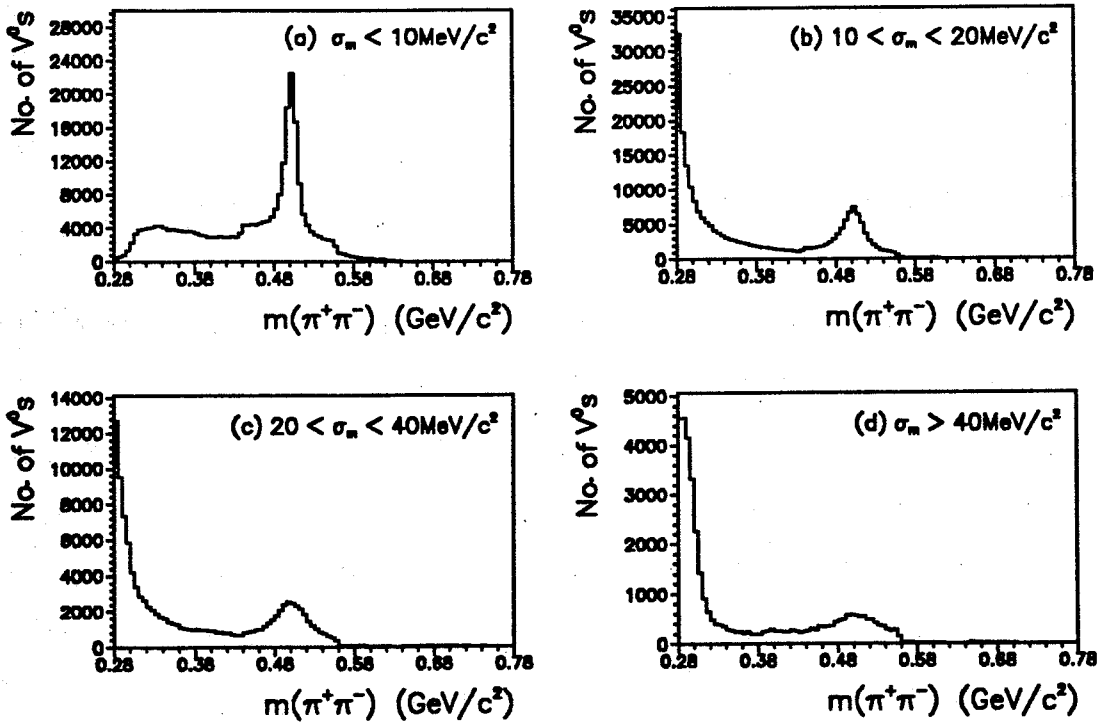 (a) σₘ < 10MeV/c²
No. of V⁰s
28000
24000
20000
16000
12000
8000
4000
0
0.28 0.38 0.48 0.58 0.68 0.78
m(π⁺π⁻) (GeV/c²)
(b) 10 < σₘ < 20MeV/c²
No. of V⁰s
35000
30000
25000
20000
15000
10000
5000
0
0.28 0.38 0.48 0.58 0.68 0.78
m(π⁺π⁻) (GeV/c²)
(c) 20 < σₘ < 40MeV/c²
No. of V⁰s
14000
12000
10000
8000
6000
4000
2000
0
0.28 0.38 0.48 0.58 0.68 0.78
m(π⁺π⁻) (GeV/c²)
(d) σₘ > 40MeV/c²
No. of V⁰s
5000
4000
3000
2000
1000
0
0.28 0.38 0.48 0.58 0.68 0.78
m(π⁺π⁻) (GeV/c²)